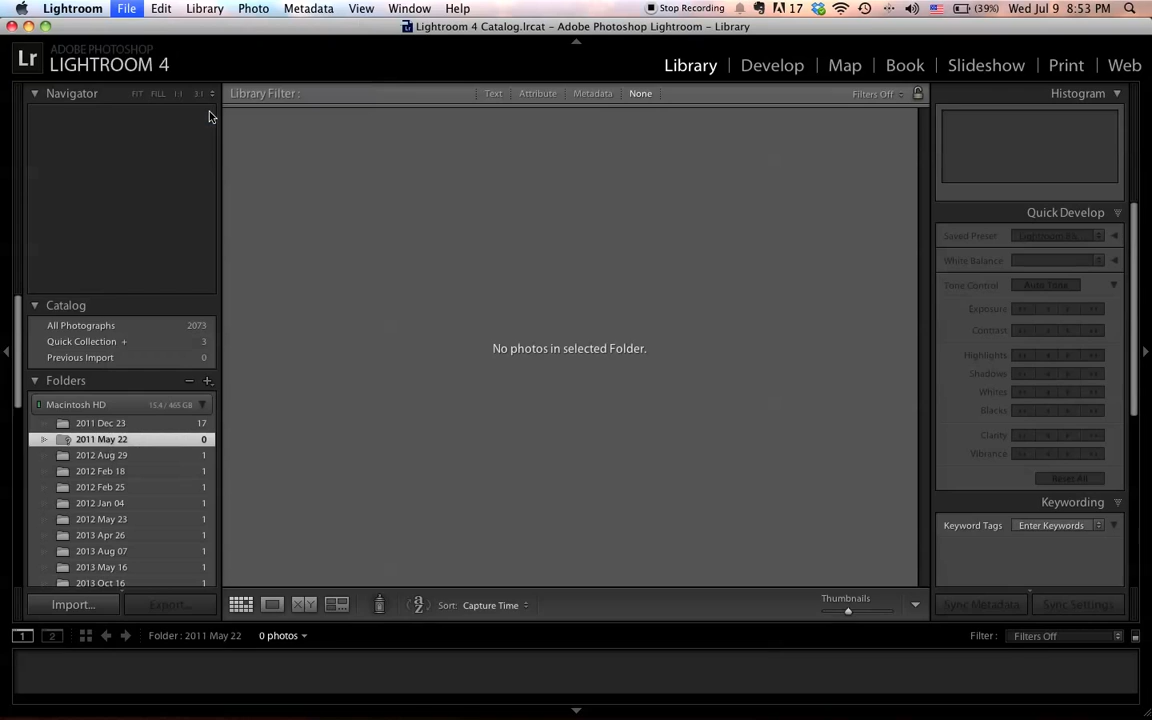 Lightroom File Edit Library Photo Metadata View Window Help Stop Recording 17 (39%) Wed Jul 9 8:53 PM
Lightroom 4 Catalog.lrcat – Adobe Photoshop Lightroom – Library
Lr ADOBE PHOTOSHOP
LIGHTROOM 4
Library | Develop | Map | Book | Slideshow | Print | Web
Navigator FIT FILL 1:1 3:1
Library Filter : Text Attribute Metadata None Filters Off
Histogram
Quick Develop
Saved Preset
White Balance
Tone Control Auto Tone
Exposure
Contrast
Highlights
Shadows
Whites
Blacks
Clarity
Vibrance
Reset All
Keywording
Keyword Tags Enter Keywords
Catalog
All Photographs 2073
Quick Collection + 3
Previous Import 0
Folders
Macintosh HD 15.4 / 465 GB
2011 Dec 23 17
2011 May 22 0
2012 Aug 29 1
2012 Feb 18 1
2012 Feb 25 1
2012 Jan 04 1
2012 May 23 1
2013 Apr 26 1
2013 Aug 07 1
2013 May 16 1
2013 Oct 16 1
No photos in selected Folder.
Import... Export...
XY
Sort: Capture Time
Thumbnails
Sync Metadata Sync Settings
1 2 Folder : 2011 May 22 0 photos
Filter : Filters Off